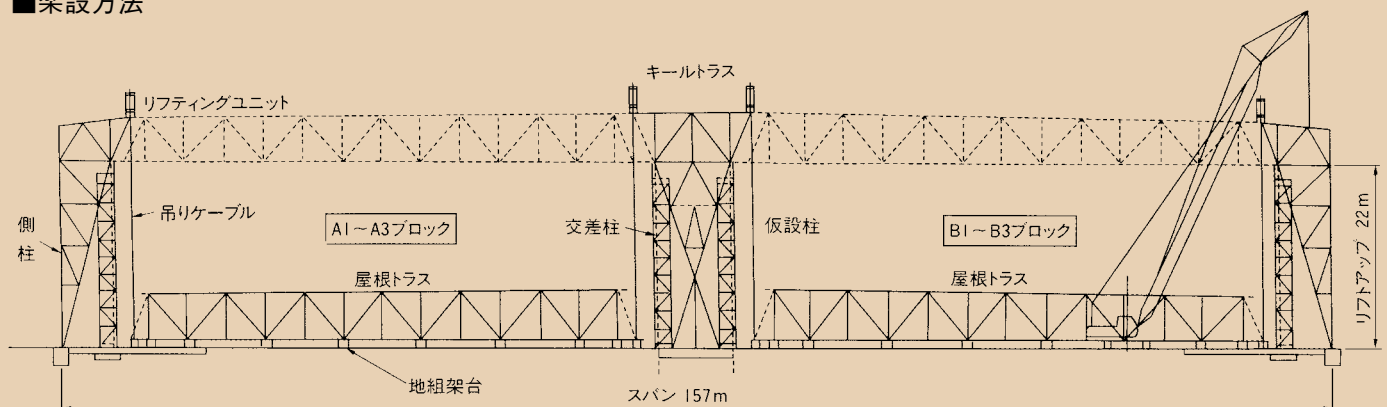 ■架設方法
キールトラス
リフティングユニット
側柱
吊りケーブル
A1~A3ブロック
交差柱
仮設柱
B1~B3ブロック
リフトアップ 22m
屋根トラス
屋根トラス
地組架台
スパン 157m